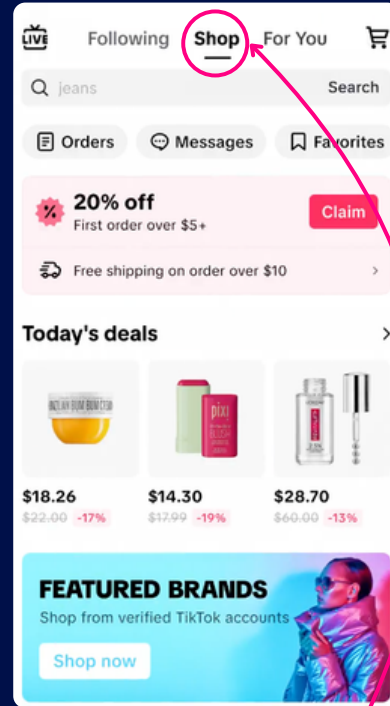 LIVE Following Shop For You
jeans Search
Orders Messages Favorites
20% off
First order over $5+
Claim
Free shipping on order over $10
Today's deals
pixi
$18.26 $14.30 $28.70
$22.00 -17% $17.99 -19% $60.00 -13%
FEATURED BRANDS
Shop from verified TikTok accounts
Shop now